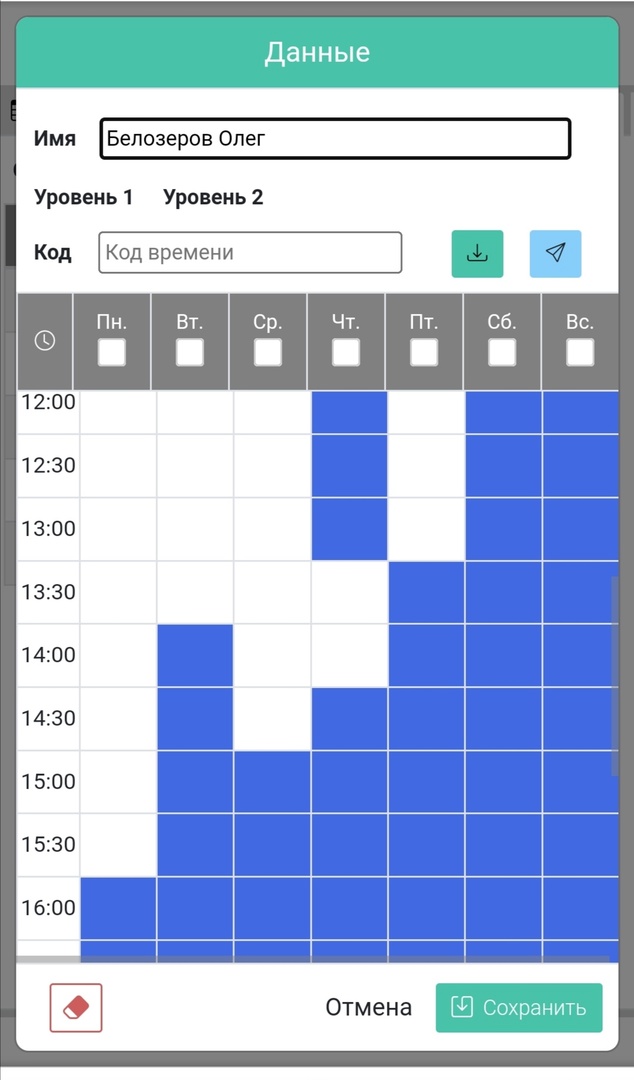 Данные
Имя Белозеров Олег
Уровень 1 Уровень 2
Код Код времени
Пн. Вт. Ср. Чт. Пт. Сб. Вс.
12:00
12:30
13:00
13:30
14:00
14:30
15:00
15:30
16:00
Отмена Сохранить